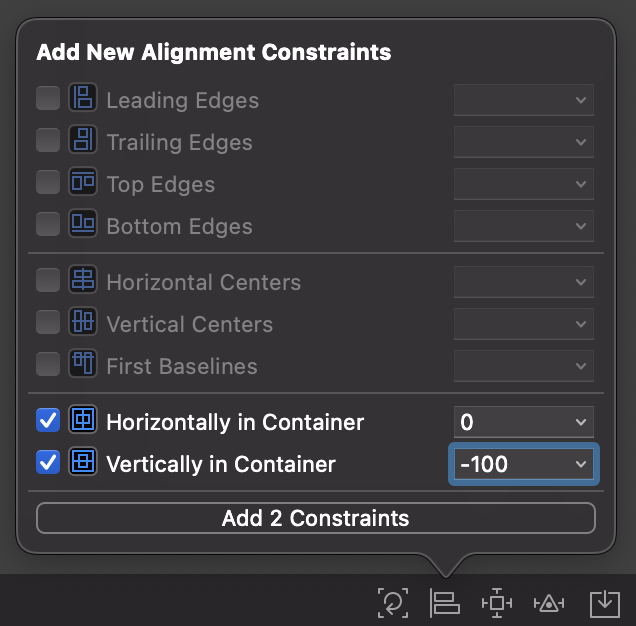 Add New Alignment Constraints
Leading Edges
Trailing Edges
Top Edges
Bottom Edges
Horizontal Centers
Vertical Centers
First Baselines
Horizontally in Container 0
Vertically in Container -100
Add 2 Constraints